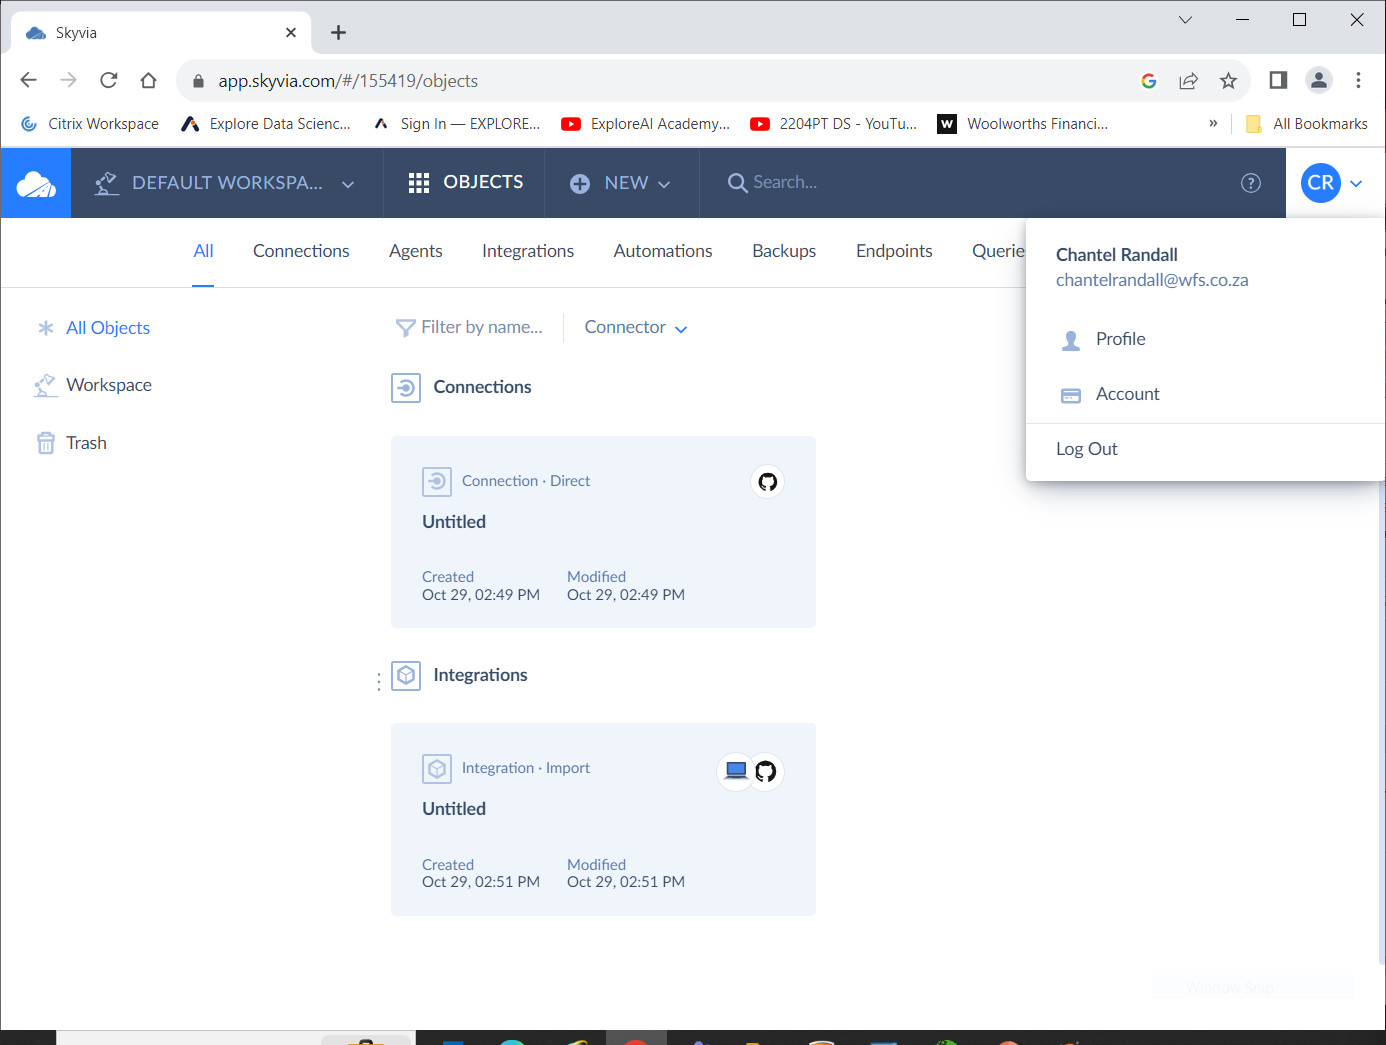 Skyvia
app.skyvia.com/#/155419/objects
Citrix Workspace
Explore Data Scienc...
Sign In — EXPLORE...
ExploreAI Academy...
2204PT DS - YouTu...
W
Woolworths Financi...
»
All Bookmarks
DEFAULT WORKSPA...
OBJECTS
NEW
Search...
?
CR
All
Connections
Agents
Integrations
Automations
Backups
Endpoints
Querie
Chantel Randall
chantelrandall@wfs.co.za
Profile
Account
Log Out
All Objects
Workspace
Trash
Filter by name...
Connector
Connections
Connection · Direct
Untitled
Created
Modified
Oct 29, 02:49 PM
Oct 29, 02:49 PM
Integrations
Integration · Import
Untitled
Created
Modified
Oct 29, 02:51 PM
Oct 29, 02:51 PM
Window Snip